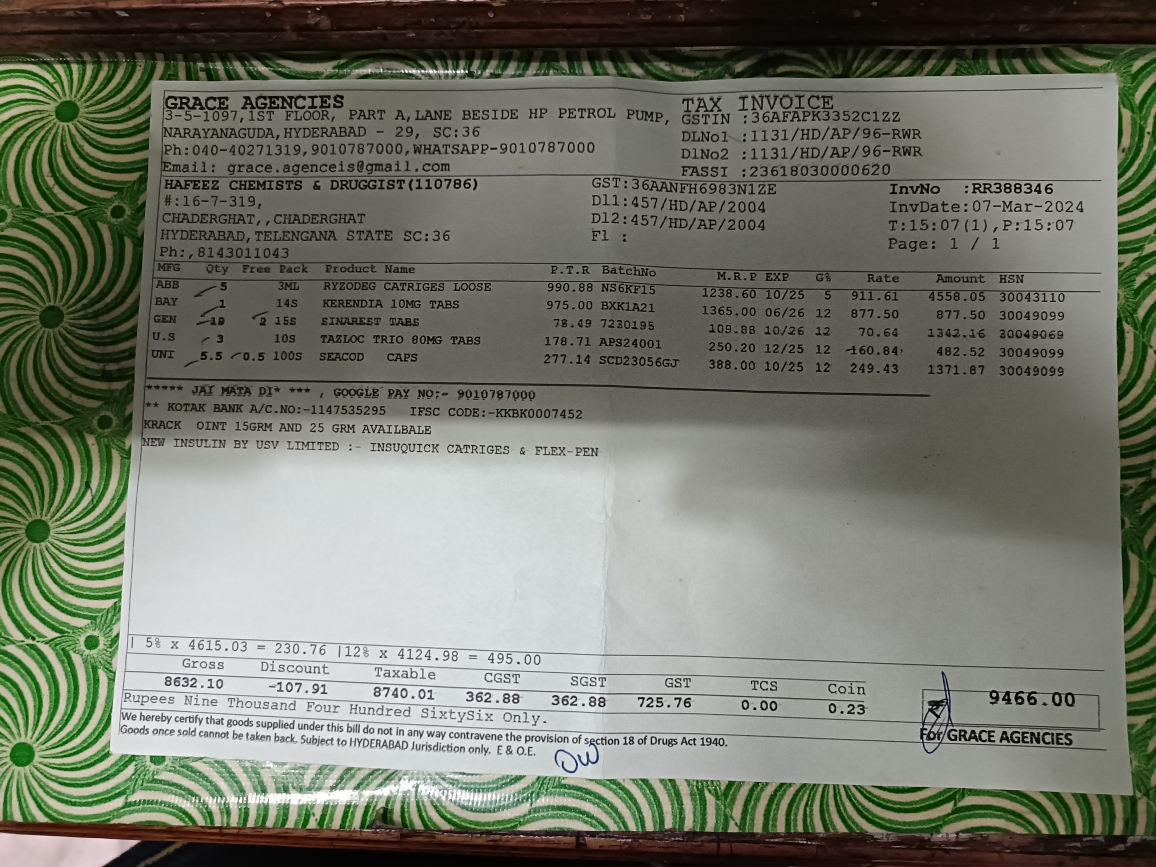 GRACE AGENCIES
3-5-1097,1ST FLOOR, PART A,LANE BESIDE HP PETROL PUMP,
NARAYANAGUDA,HYDERABAD - 29, SC:36
Ph:040-40271319,9010787000,WHATSAPP-9010787000
Email: grace.agenceis@gmail.com
TAX INVOICE
GSTIN :36AFAPK3352C1ZZ
DLNo1 :1131/HD/AP/96-RWR
DlNo2 :1131/HD/AP/96-RWR
FASSI :23618030000620
HAFEEZ CHEMISTS & DRUGGIST(110786)
#:16-7-319,
CHADERGHAT,,CHADERGHAT
HYDERABAD,TELENGANA STATE SC:36
Ph:,8143011043
GST:36AANFH6983N1ZE
Dl1:457/HD/AP/2004
Dl2:457/HD/AP/2004
Fl :
InvNo :RR388346
InvDate:07-Mar-2024
T:15:07(1),P:15:07
Page: 1 / 1
MFG Qty Free Pack Product Name P.T.R BatchNo M.R.P EXP G% Rate Amount HSN
ABB 5 3ML RYZODEG CATRIGES LOOSE 990.88 NS6KF15 1238.60 10/25 5 911.61 4558.05 30043110
BAY 1 14S KERENDIA 10MG TABS 975.00 BXK1A21 1365.00 06/26 12 877.50 877.50 30049099
GEN 19 2 15S SINAREST TABS 78.49 7230195 109.88 10/26 12 70.64 1342.16 30049069
U.S 3 10S TAZLOC TRIO 80MG TABS 178.71 APS24001 250.20 12/25 12 160.84 482.52 30049099
UNI 5.5 0.5 100S SEACOD CAPS 277.14 SCD23056GJ 388.00 10/25 12 249.43 1371.87 30049099
***** JAI MATA DI* *** , GOOGLE PAY NO:- 9010787000
** KOTAK BANK A/C.NO:-1147535295 IFSC CODE:-KKBK0007452
KRACK OINT 15GRM AND 25 GRM AVAILBALE
NEW INSULIN BY USV LIMITED :- INSUQUICK CATRIGES & FLEX-PEN
| 5% x 4615.03 = 230.76 |12% x 4124.98 = 495.00
Gross Discount Taxable CGST SGST GST TCS Coin
8632.10 -107.91 8740.01 362.88 362.88 725.76 0.00 0.23
₹ 9466.00
Rupees Nine Thousand Four Hundred SixtySix Only.
We hereby certify that goods supplied under this bill do not in any way contravene the provision of section 18 of Drugs Act 1940.
Goods once sold cannot be taken back. Subject to HYDERABAD Jurisdiction only. E & O.E.
For GRACE AGENCIES